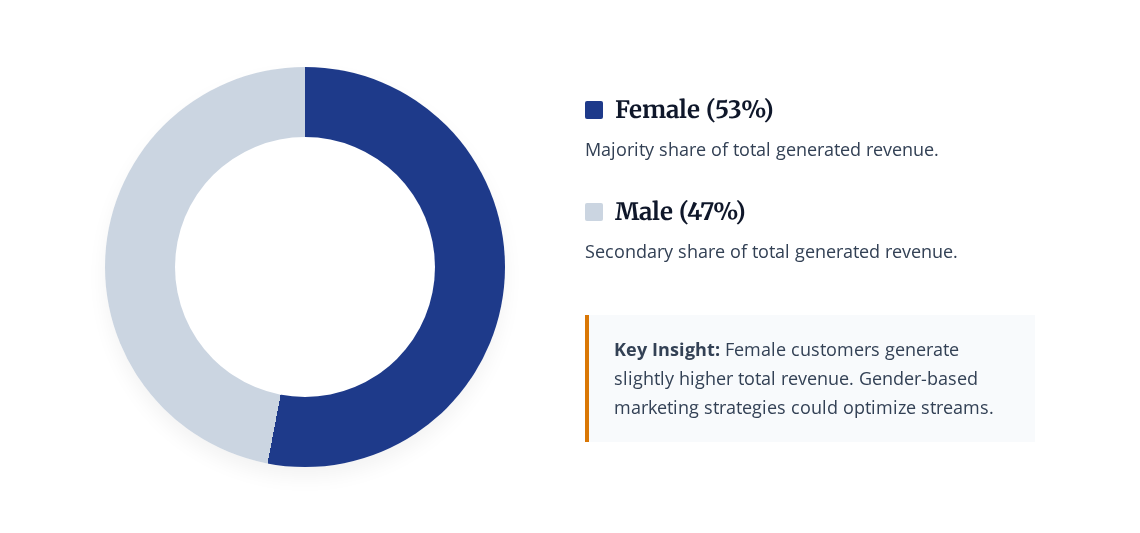 Female (53%)
Majority share of total generated revenue.
Male (47%)
Secondary share of total generated revenue.
Key Insight: Female customers generate
slightly higher total revenue. Gender-based
marketing strategies could optimize streams.